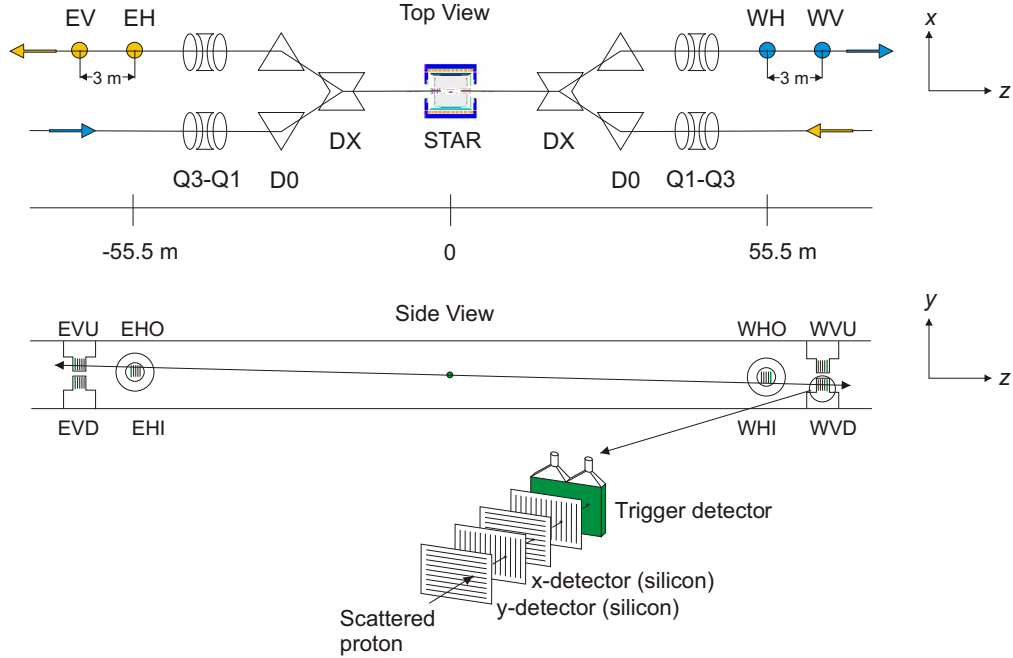 Top View
EV
EH
WH
WV
x
3 m
3 m
z
DX
STAR
DX
Q3-Q1
D0
D0
Q1-Q3
-55.5 m
0
55.5 m
Side View
y
EVU
EHO
WHO
WVU
z
EVD
EHI
WHI
WVD
Trigger detector
x-detector (silicon)
y-detector (silicon)
Scattered
proton